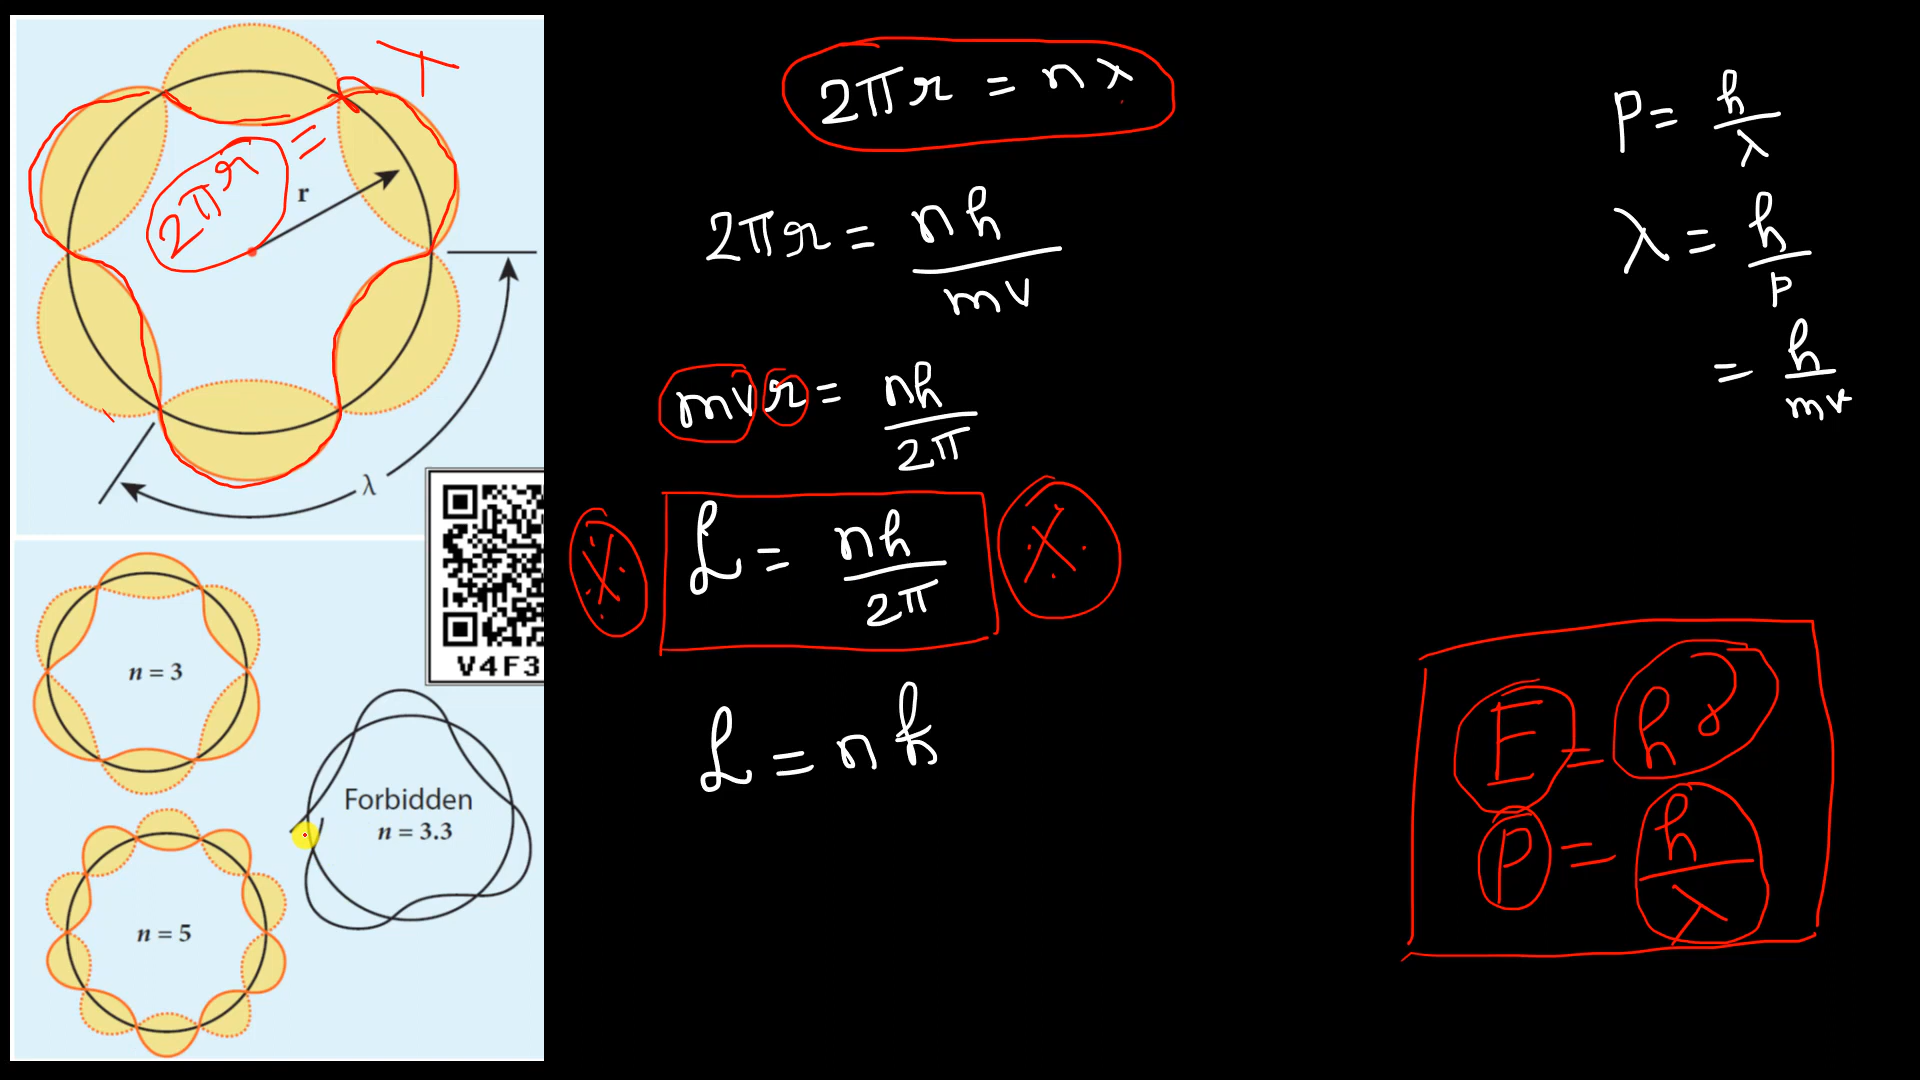 λ
2πr =
r
λ
V4F3
n = 3
Forbidden
n = 3.3
n = 5
2πr = nλ
2πr = nh/mv
mvr = nh/2π
L = nh/2π
L = nħ
P = h/λ
λ = h/P
= h/mv
E = hν
P = h/λ